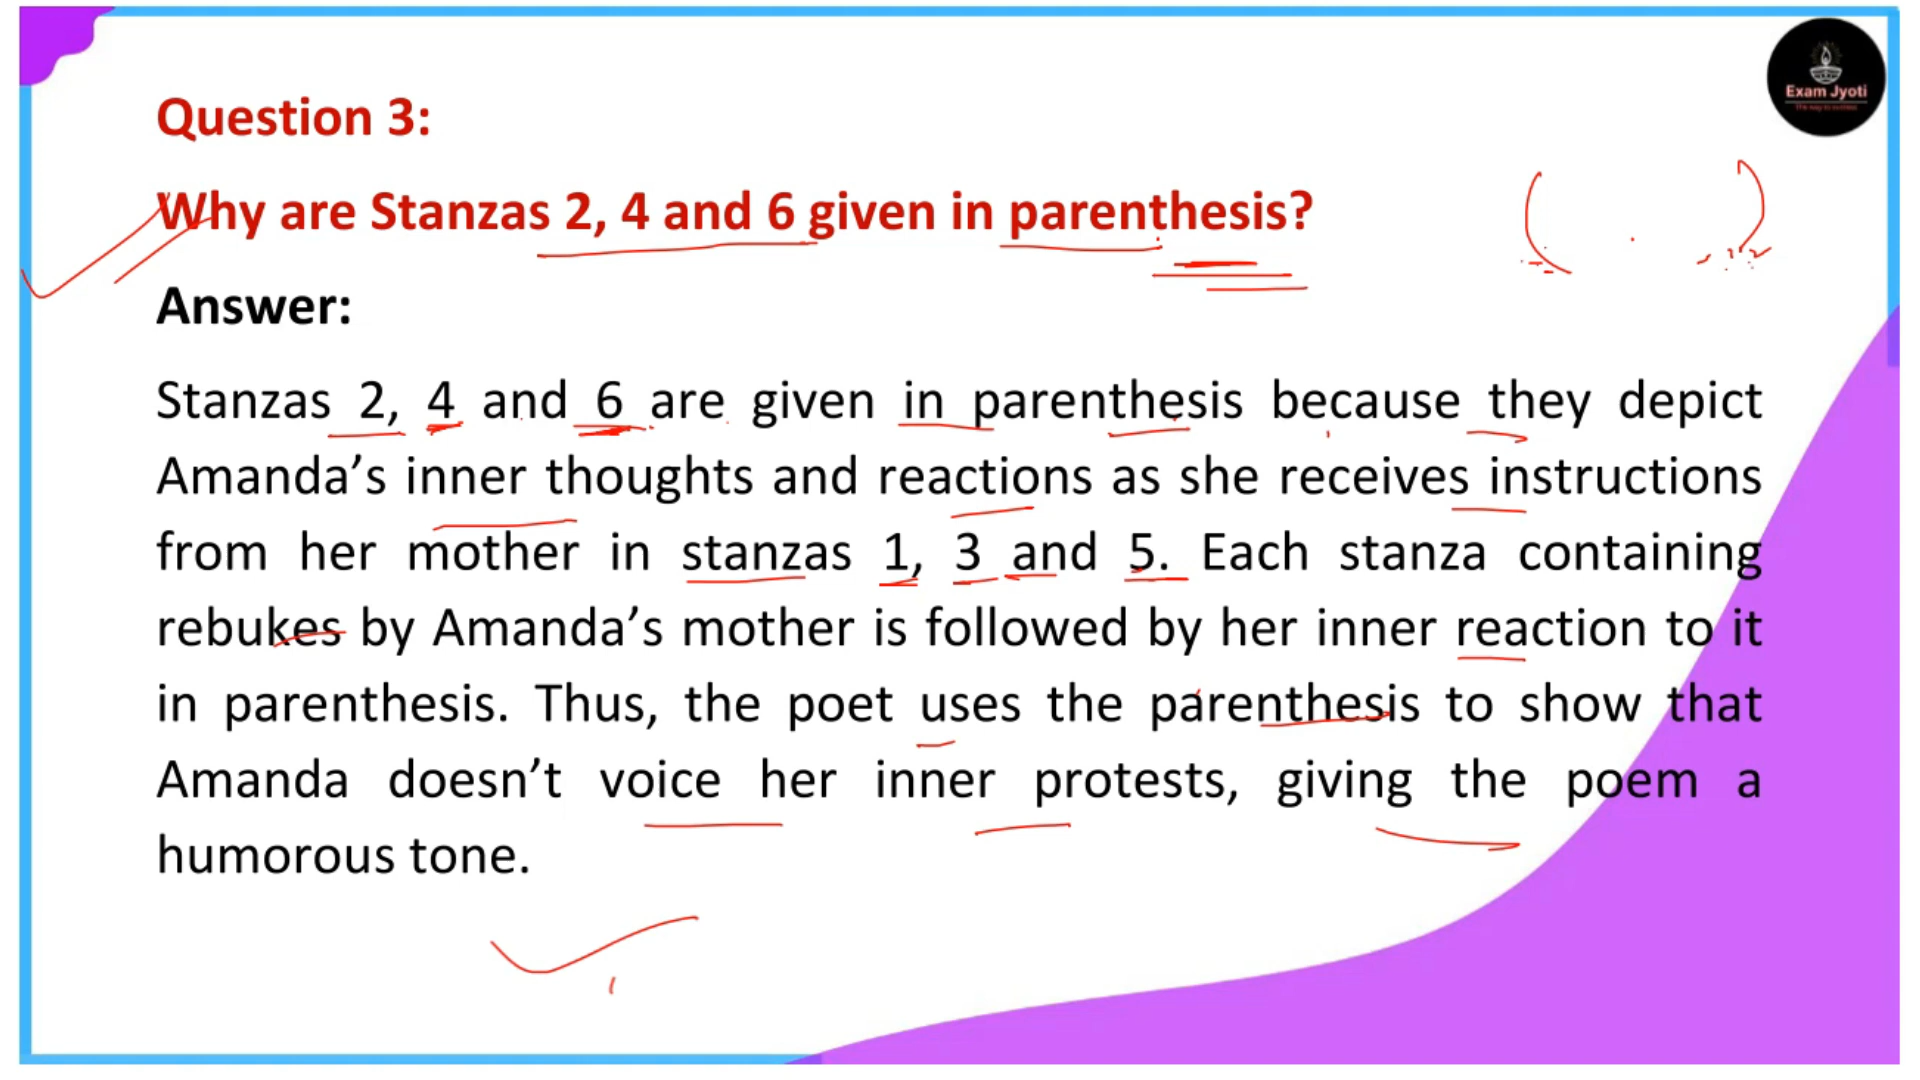 Exam Jyoti
The way to success
Question 3:
Why are Stanzas 2, 4 and 6 given in parenthesis?
Answer:
Stanzas 2, 4 and 6 are given in parenthesis because they depict
Amanda’s inner thoughts and reactions as she receives instructions
from her mother in stanzas 1, 3 and 5. Each stanza containing
rebukes by Amanda’s mother is followed by her inner reaction to it
in parenthesis. Thus, the poet uses the parenthesis to show that
Amanda doesn’t voice her inner protests, giving the poem a
humorous tone.